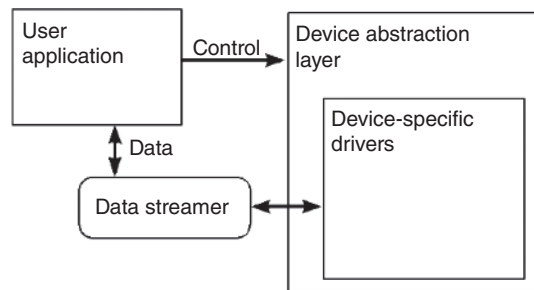 User
application
Control
Device abstraction
layer
Device-specific
drivers
Data
Data streamer